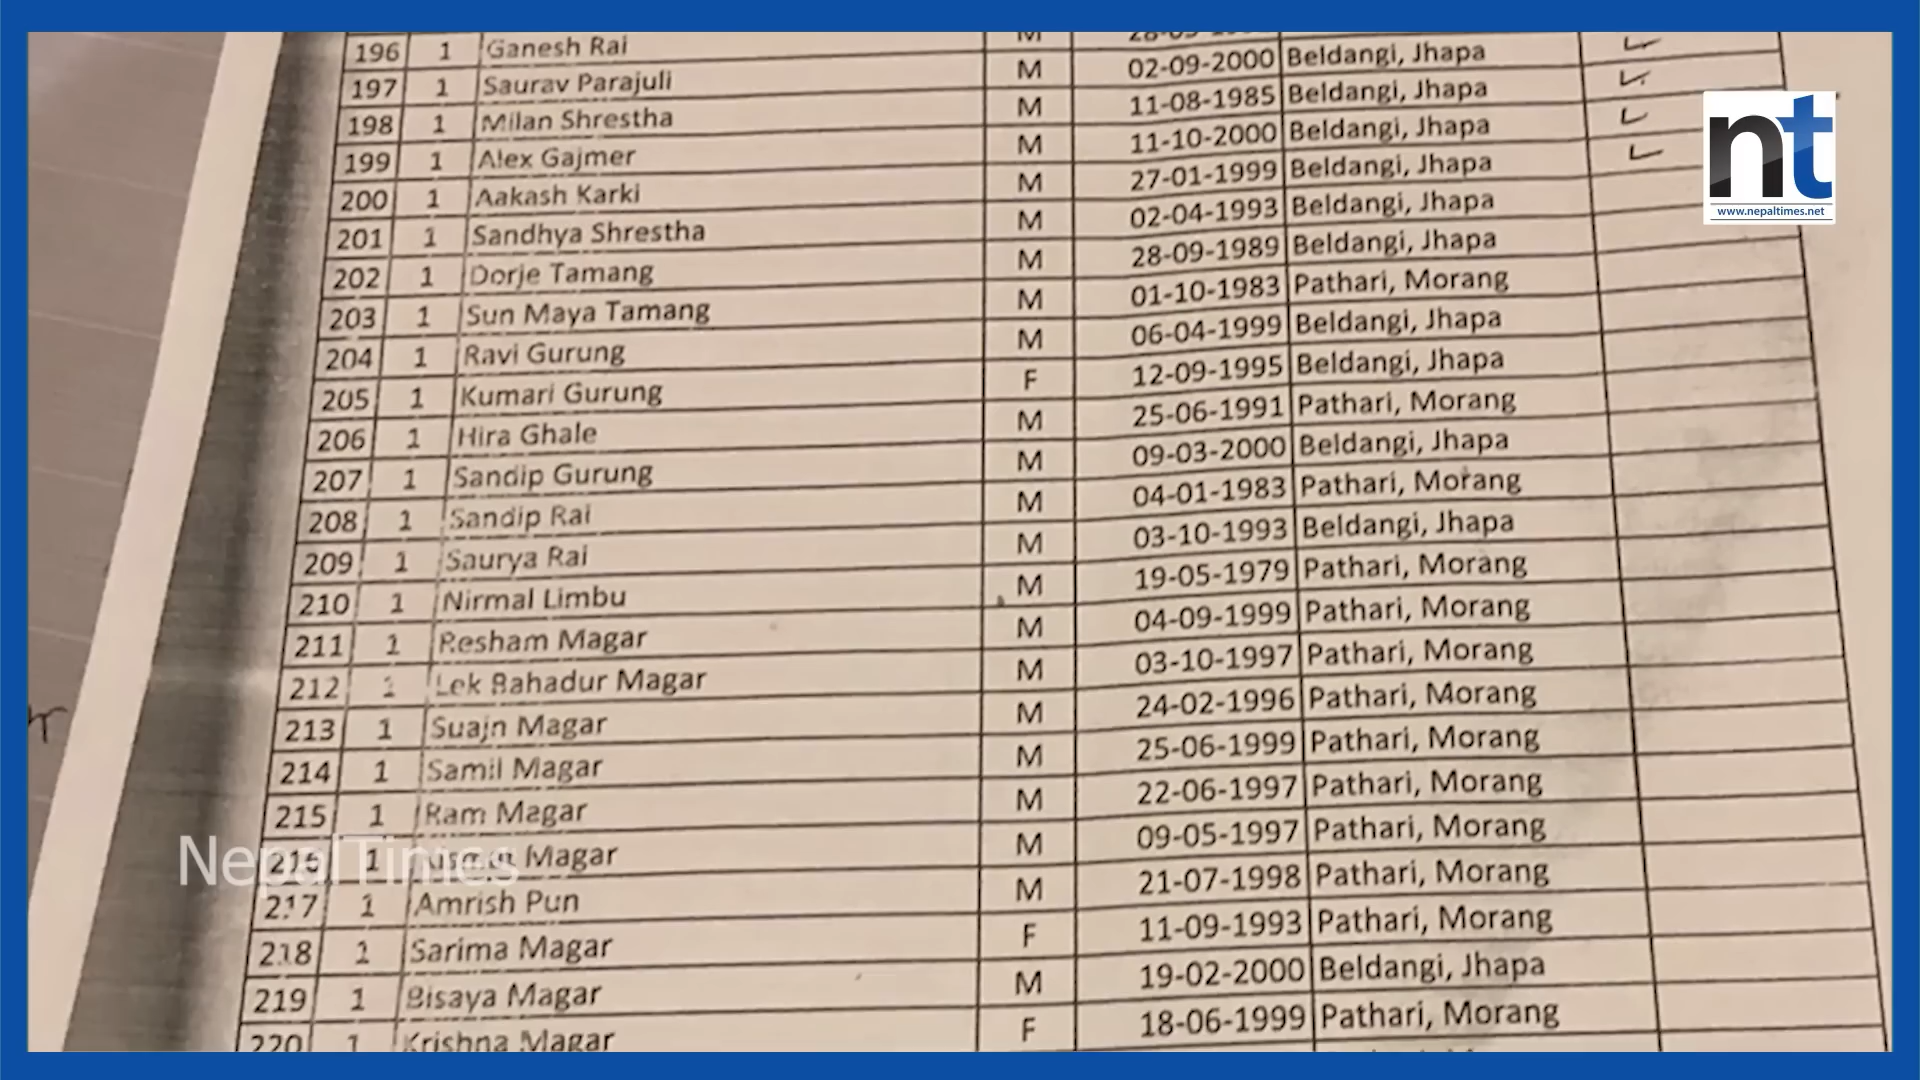 196 1 Ganesh Rai M
197 1 Saurav Parajuli M 02-09-2000 Beldangi, Jhapa
198 1 Milan Shrestha M 11-08-1985 Beldangi, Jhapa
199 1 Alex Gajmer M 11-10-2000 Beldangi, Jhapa
200 1 Aakash Karki M 27-01-1999 Beldangi, Jhapa
201 1 Sandhya Shrestha M 02-04-1993 Beldangi, Jhapa
202 1 Dorje Tamang M 28-09-1989 Beldangi, Jhapa
203 1 Sun Maya Tamang M 01-10-1983 Pathari, Morang
204 1 Ravi Gurung M 06-04-1999 Beldangi, Jhapa
205 1 Kumari Gurung F 12-09-1995 Beldangi, Jhapa
206 1 Hira Ghale M 25-06-1991 Pathari, Morang
207 1 Sandip Gurung M 09-03-2000 Beldangi, Jhapa
208 1 Sandip Rai M 04-01-1983 Pathari, Morang
209 1 Saurya Rai M 03-10-1993 Beldangi, Jhapa
210 1 Nirmal Limbu M 19-05-1979 Pathari, Morang
211 1 Resham Magar M 04-09-1999 Pathari, Morang
212 1 Lek Bahadur Magar M 03-10-1997 Pathari, Morang
213 1 Suajn Magar M 24-02-1996 Pathari, Morang
214 1 Samil Magar M 25-06-1999 Pathari, Morang
215 1 Ram Magar M 22-06-1997 Pathari, Morang
216 1 Magar M 09-05-1997 Pathari, Morang
217 1 Amrish Pun M 21-07-1998 Pathari, Morang
218 1 Sarima Magar F 11-09-1993 Pathari, Morang
219 1 Bisaya Magar M 19-02-2000 Beldangi, Jhapa
220 1 Krishna Magar F 18-06-1999 Pathari, Morang
nt
www.nepaltimes.net
NepalTimes